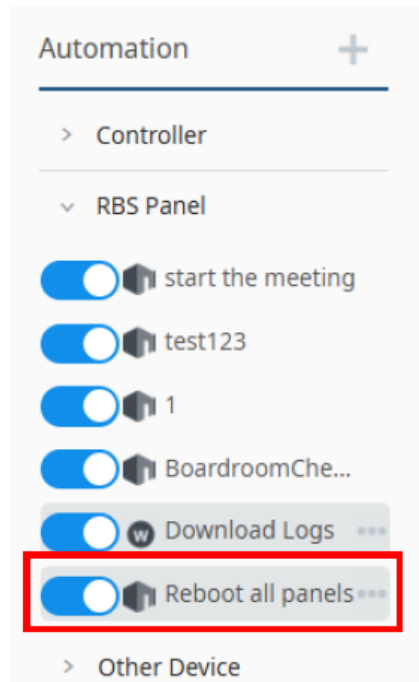 Automation
Controller
RBS Panel
start the meeting
test123
1
BoardroomChe...
W Download Logs
Reboot all panels
Other Device